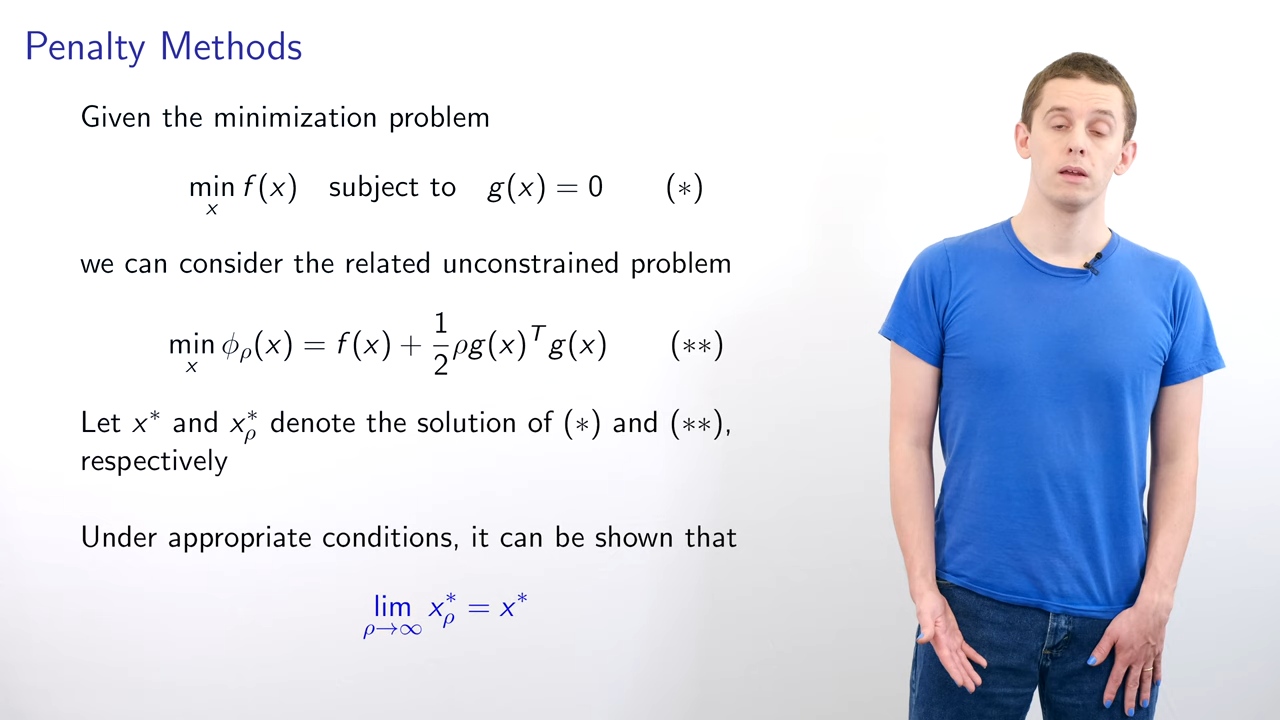 Penalty Methods
Given the minimization problem
min_x f(x) subject to g(x) = 0 (∗)
we can consider the related unconstrained problem
min_x ϕ_ρ(x) = f(x) + 1/2 ρg(x)^T g(x) (∗∗)
Let x* and x*_ρ denote the solution of (∗) and (∗∗),
respectively
Under appropriate conditions, it can be shown that
lim_{ρ→∞} x*_ρ = x*